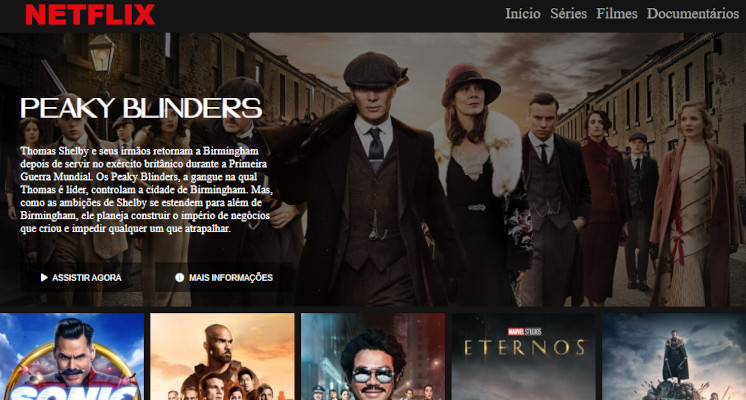 NETFLIX
Início Séries Filmes Documentários
PEAKY BLINDERS
Thomas Shelby e seus irmãos retornam a Birmingham
depois de servir no exército britânico durante a Primeira
Guerra Mundial. Os Peaky Blinders, a gangue na qual
Thomas é líder, controlam a cidade de Birmingham. Mas,
como as ambições de Shelby se estendem para além de
Birmingham, ele planeja construir o império de negócios
que criou e impedir qualquer um que atrapalhar.
ASSISTIR AGORA
MAIS INFORMAÇÕES
SONIC
MARVEL STUDIOS
ETERNOS